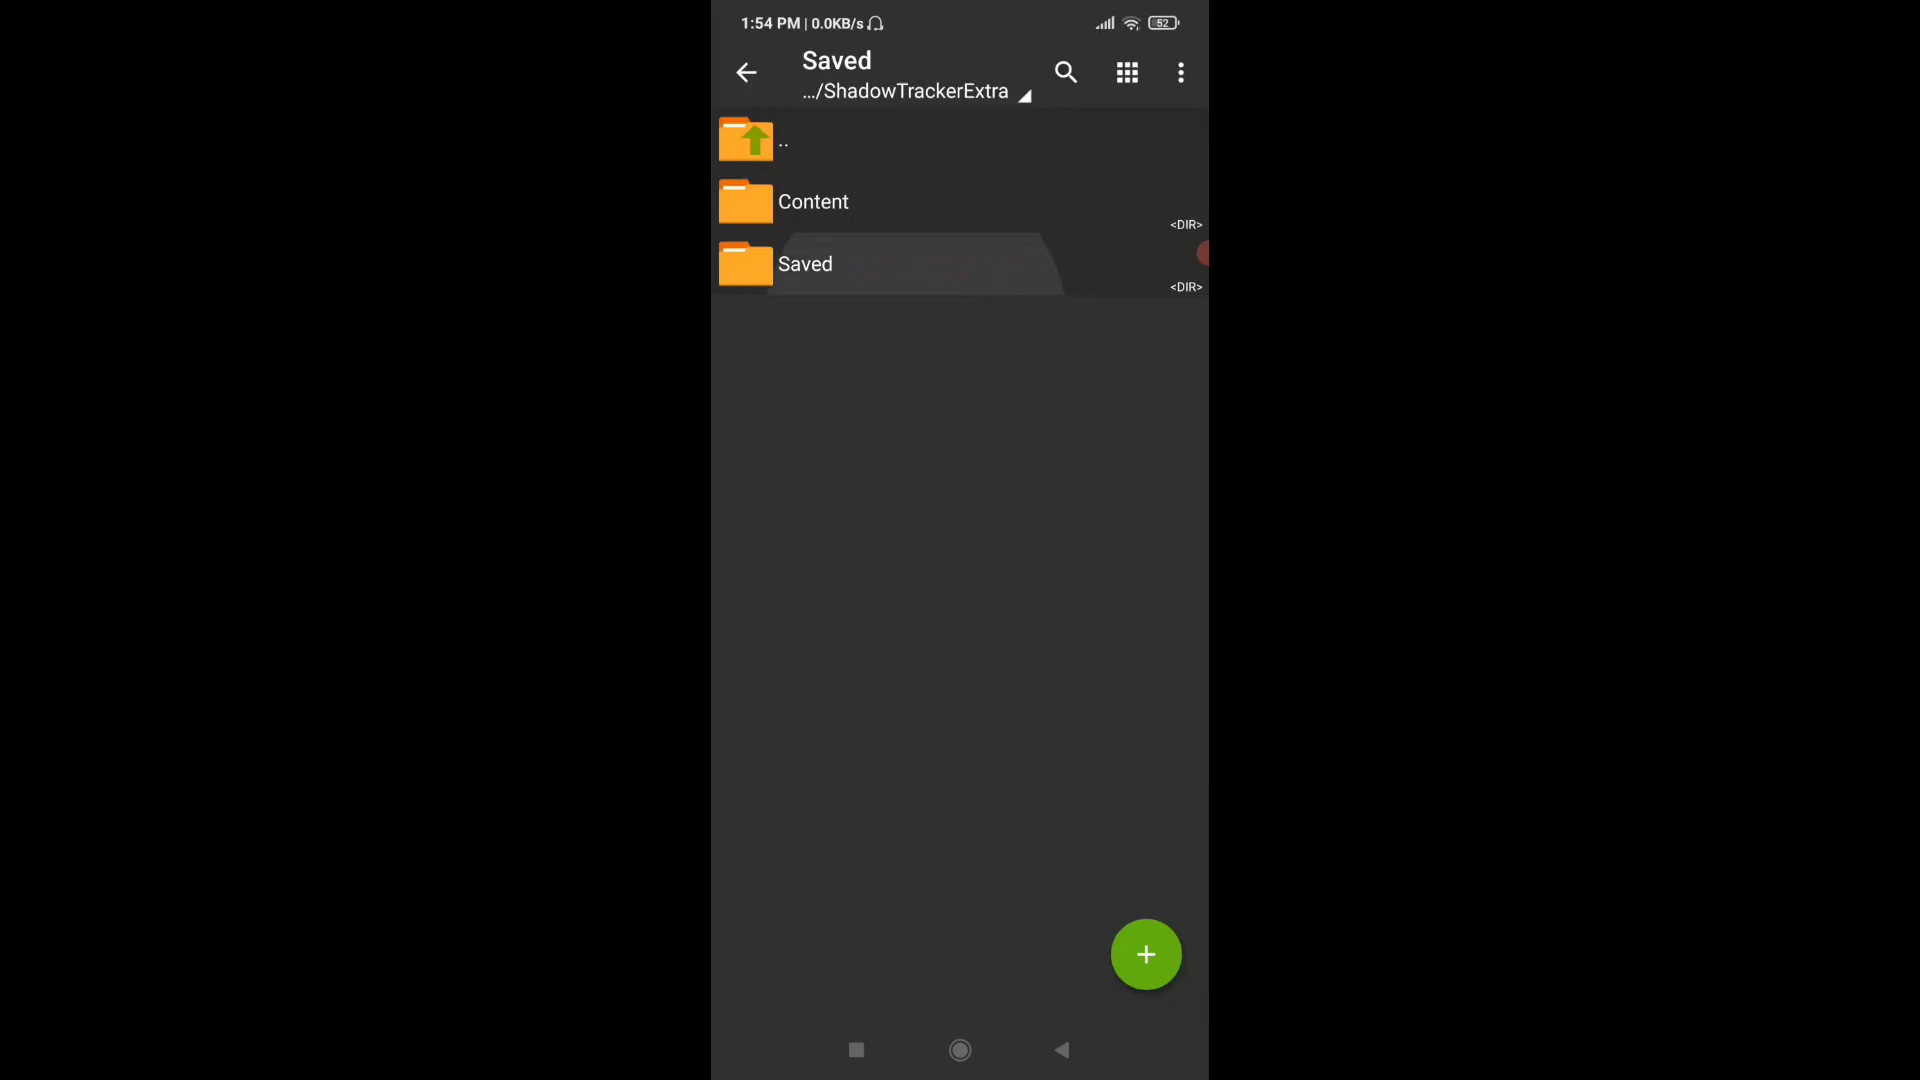 1:54 PM | 0.0KB/s
52
Saved
.../ShadowTrackerExtra
..
Content
<DIR>
Saved
<DIR>